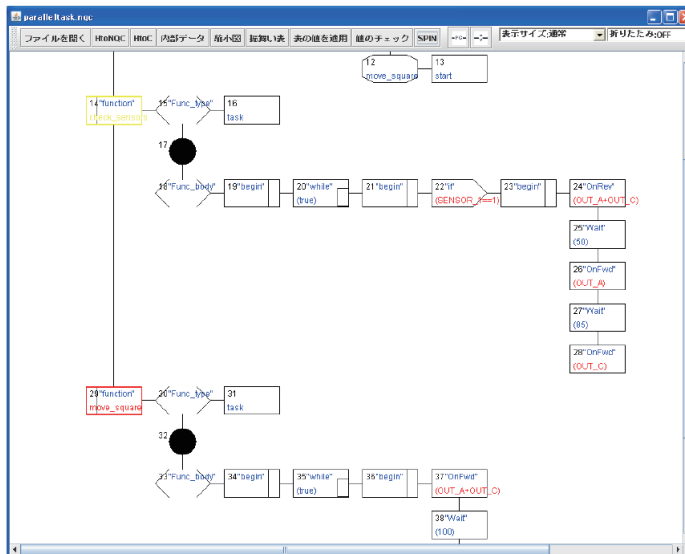 paralleltask.nqc
ファイルを開く HtoNQC HtoC 内部データ 縮小図 振舞い表 表の値を適用 値のチェック SPIN 表示サイズ:通常 折りたたみ:OFF
12 13
move_square start
14"function" 15"Func_type" 16
check_sensors task
17
18"Func_body" 19"begin" 20"while" 21"begin" 22"if" 23"begin" 24"OnRev"
(true) (SENSOR_1==1) (OUT_A+OUT_C)
25"Wait"
(50)
26"OnFwd"
(OUT_A)
27"Wait"
(85)
28"OnFwd"
(OUT_C)
29"function" 30"Func_type" 31
move_square task
32
33"Func_body" 34"begin" 35"while" 36"begin" 37"OnFwd"
(true) (OUT_A+OUT_C)
38"Wait"
(100)